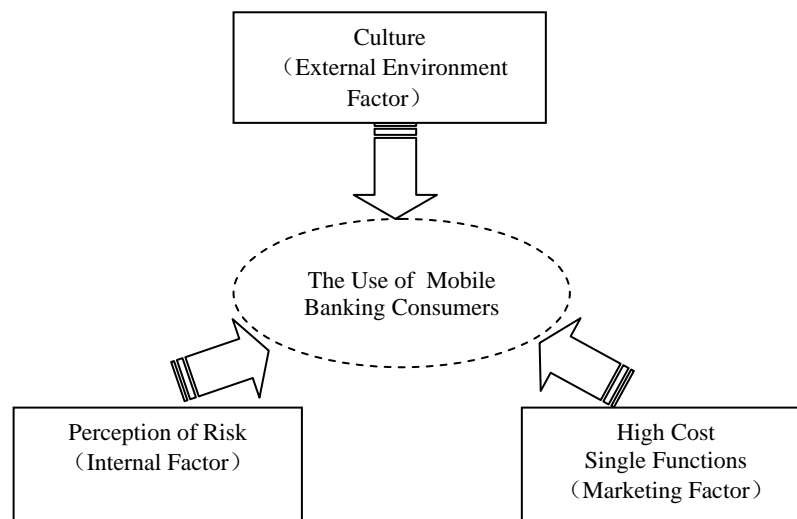 Culture
（External Environment
Factor）
The Use of  Mobile
Banking Consumers
Perception of Risk
（Internal Factor）
High Cost
Single Functions
（Marketing Factor）